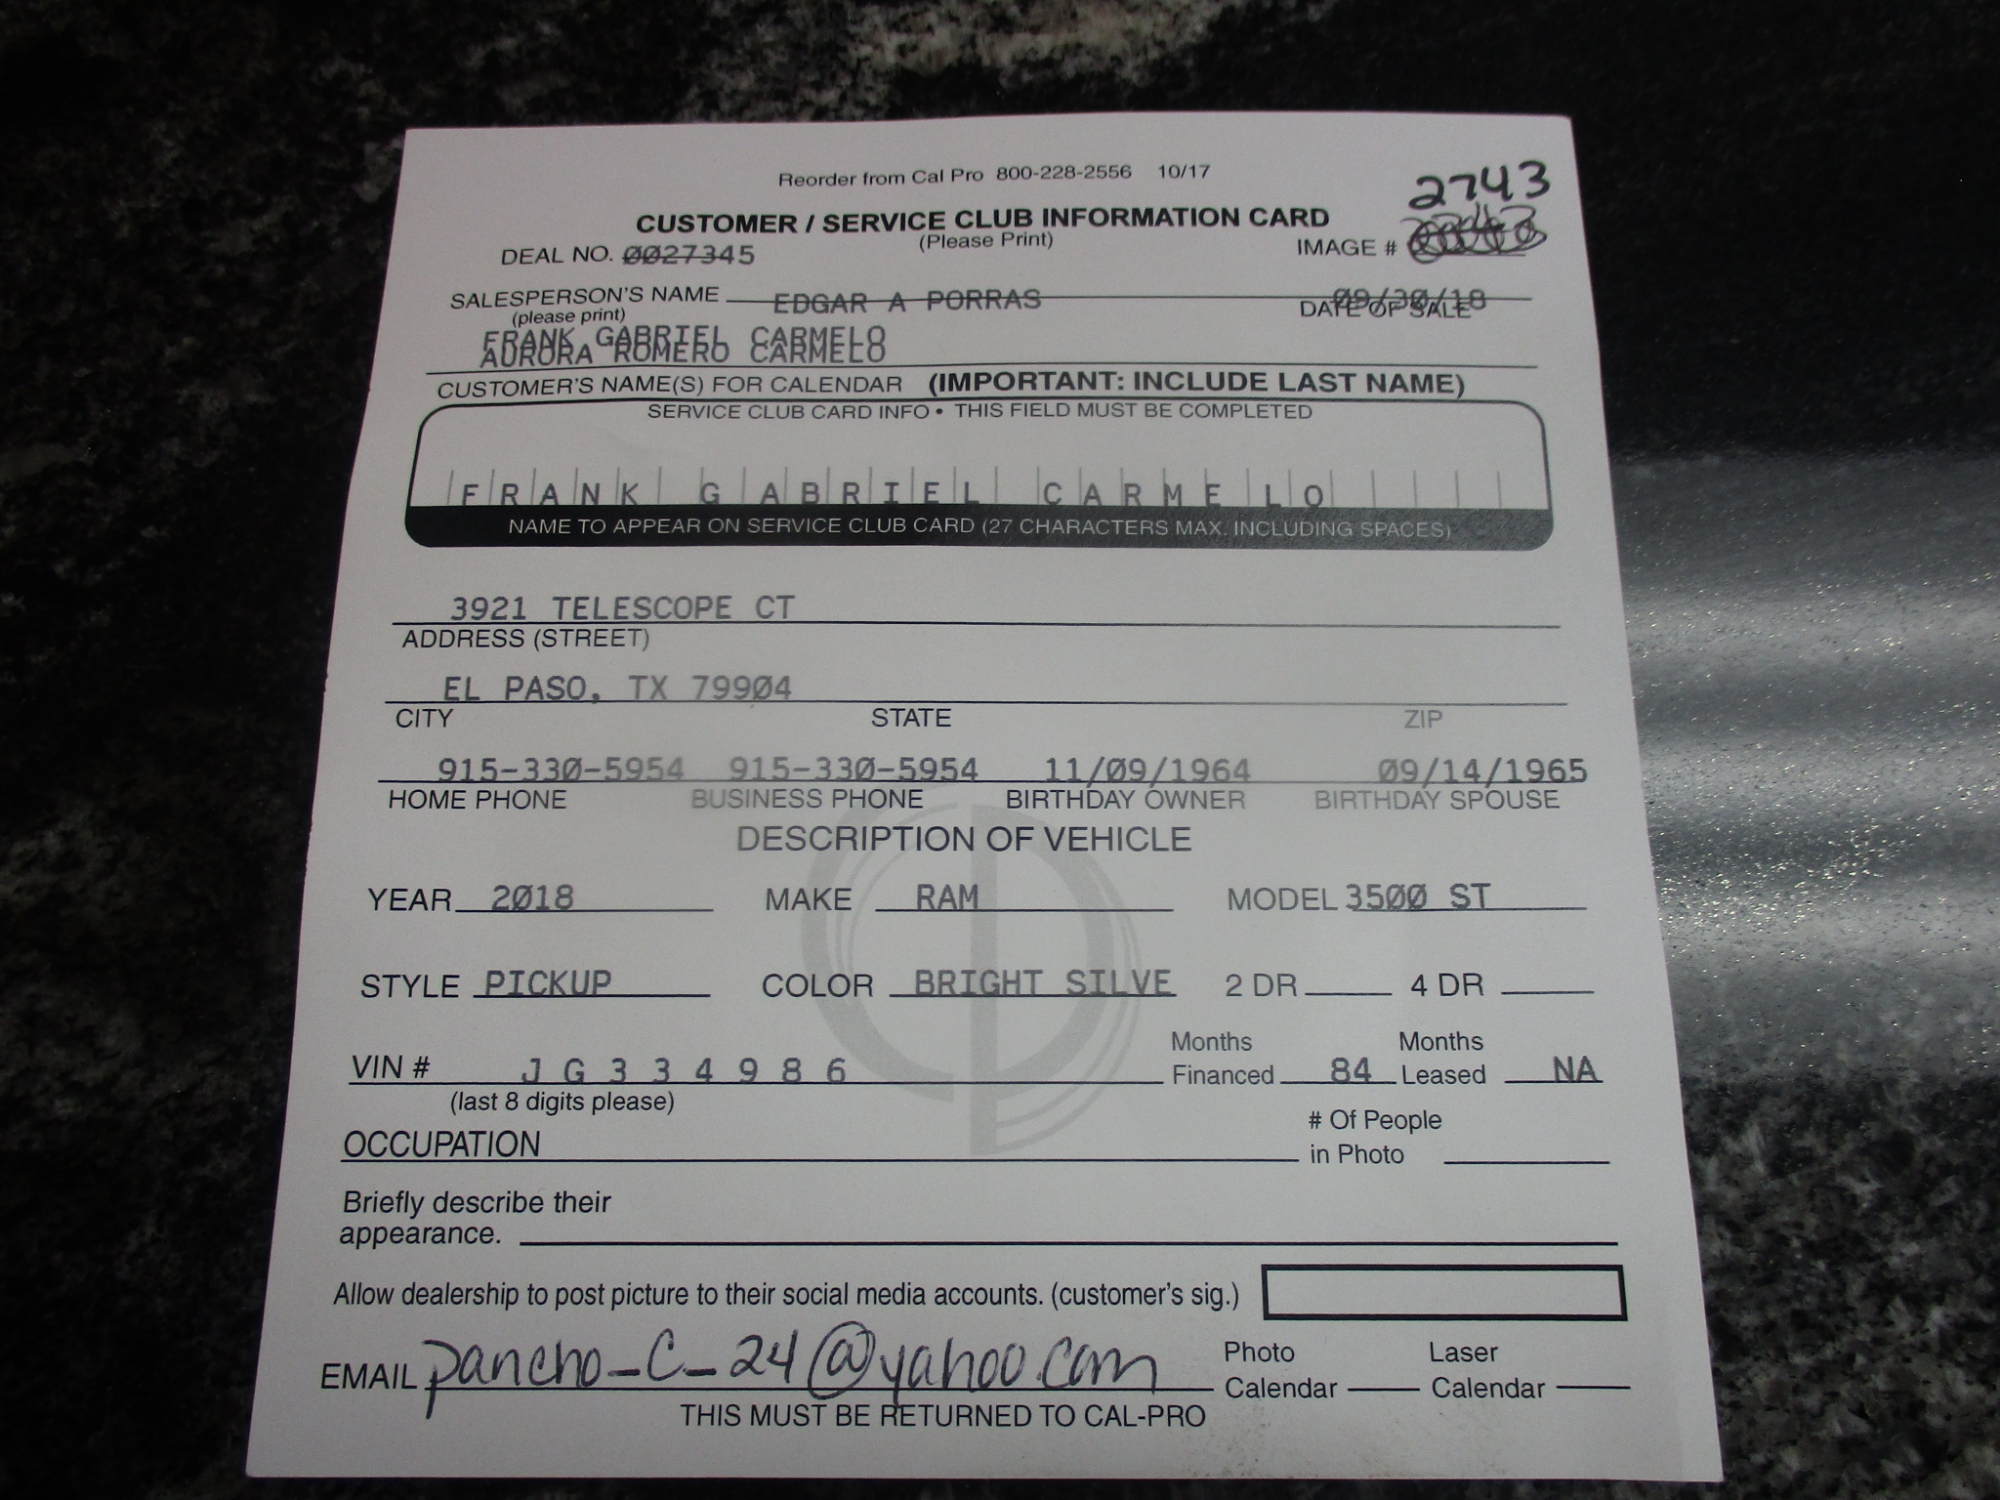 Reorder from Cal Pro 800-228-2556 10/17
2743
CUSTOMER / SERVICE CLUB INFORMATION CARD
(Please Print)
DEAL NO. 0027345
IMAGE #
SALESPERSON'S NAME EDGAR A PORRAS
(please print)
09/30/18
DATE OF SALE
FRANK GABRIEL CARMELO
AURORA ROMERO CARMELO
CUSTOMER'S NAME(S) FOR CALENDAR (IMPORTANT: INCLUDE LAST NAME)
SERVICE CLUB CARD INFO • THIS FIELD MUST BE COMPLETED
FRANK GABRIEL CARMELO
NAME TO APPEAR ON SERVICE CLUB CARD (27 CHARACTERS MAX. INCLUDING SPACES)
3921 TELESCOPE CT
ADDRESS (STREET)
EL PASO, TX 79904
CITY STATE ZIP
915-330-5954 915-330-5954 11/09/1964 09/14/1965
HOME PHONE BUSINESS PHONE BIRTHDAY OWNER BIRTHDAY SPOUSE
DESCRIPTION OF VEHICLE
YEAR 2018 MAKE RAM MODEL 3500 ST
STYLE PICKUP COLOR BRIGHT SILVE 2 DR 4 DR
Months Months
VIN # J G 3 3 4 9 8 6 Financed 84 Leased NA
(last 8 digits please)
# Of People
OCCUPATION in Photo
Briefly describe their
appearance.
Allow dealership to post picture to their social media accounts. (customer's sig.)
Photo Laser
EMAIL pancho_C_24@yahoo.com Calendar Calendar
THIS MUST BE RETURNED TO CAL-PRO